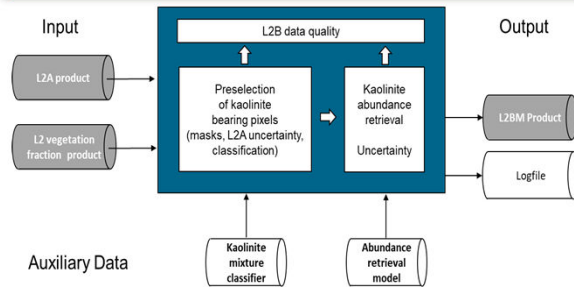 Input
Output
L2B data quality
L2A product
L2 vegetation
fraction product
Preselection
of kaolinite
bearing pixels
(masks, L2A uncertainty,
classification)
Kaolinite
abundance
retrieval
Uncertainty
L2BM Product
Logfile
Auxiliary Data
Kaolinite
mixture
classifier
Abundance
retrieval
model